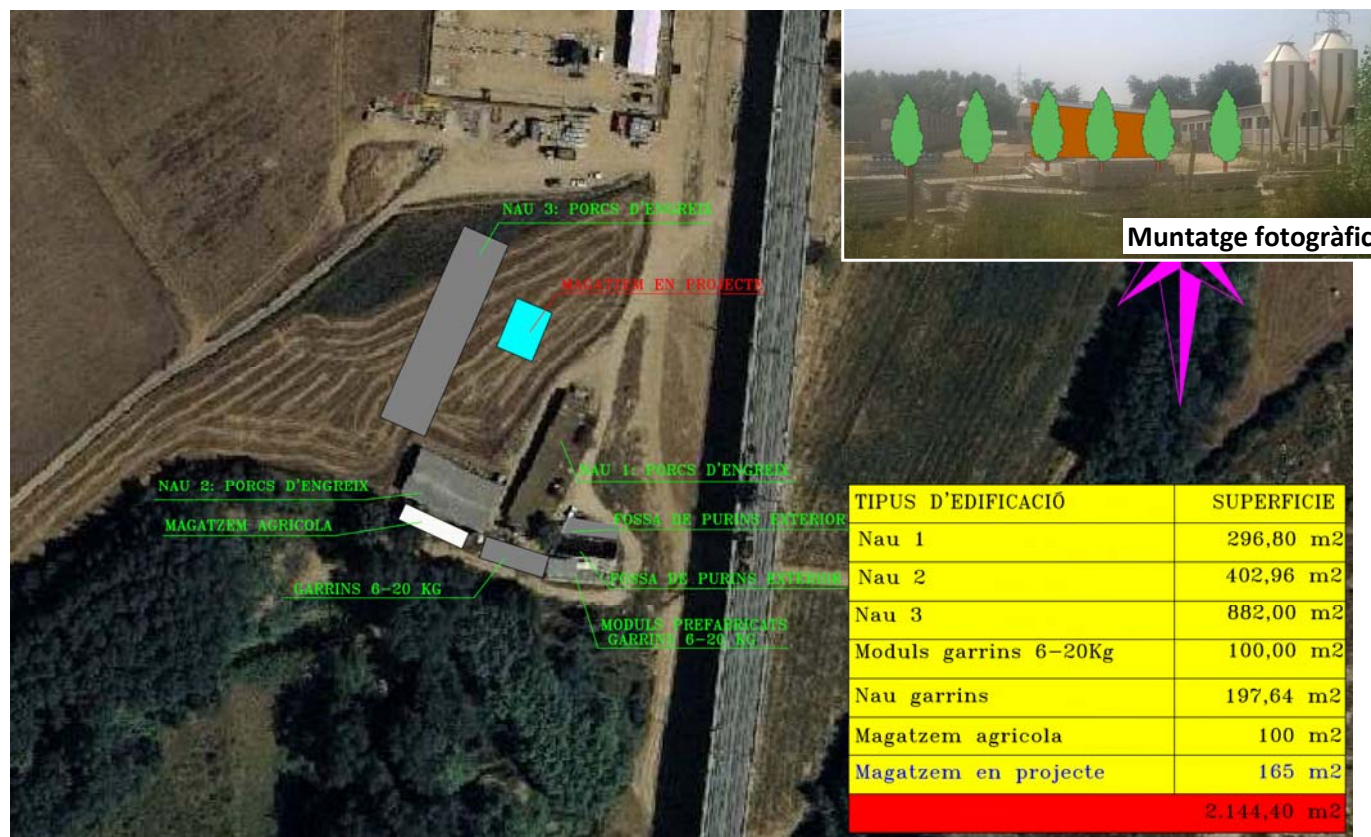 Muntatge fotogràfic
NAU 3: PORCS D'ENGREIX
MAGATZEM EN PROJECTE
NAU 1: PORCS D'ENGREIX
NAU 2: PORCS D'ENGREIX
MAGATZEM AGRICOLA
FOSSA DE PURINS EXTERIOR
FOSSA DE PURINS EXTERIOR
GARRINS 6-20 KG
MODULS PREFABRICATS
GARRINS 6-20 KG
TIPUS D'EDIFICACIÓ SUPERFICIE
Nau 1 296,80 m2
Nau 2 402,96 m2
Nau 3 882,00 m2
Moduls garrins 6-20Kg 100,00 m2
Nau garrins 197,64 m2
Magatzem agricola 100 m2
Magatzem en projecte 165 m2
2.144,40 m2